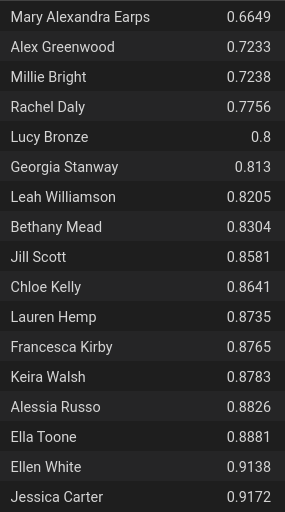 Mary Alexandra Earps 0.6649
Alex Greenwood 0.7233
Millie Bright 0.7238
Rachel Daly 0.7756
Lucy Bronze 0.8
Georgia Stanway 0.813
Leah Williamson 0.8205
Bethany Mead 0.8304
Jill Scott 0.8581
Chloe Kelly 0.8641
Lauren Hemp 0.8735
Francesca Kirby 0.8765
Keira Walsh 0.8783
Alessia Russo 0.8826
Ella Toone 0.8881
Ellen White 0.9138
Jessica Carter 0.9172